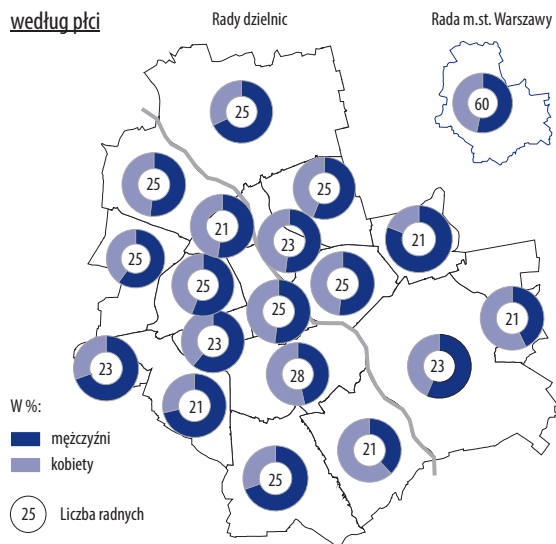 według płci
Rady dzielnic
Rada m.st. Warszawy
60
25
25
25
21
23
21
25
25
25
21
25
23
23
28
23
21
21
25
W %:
mężczyźni
kobiety
25 Liczba radnych